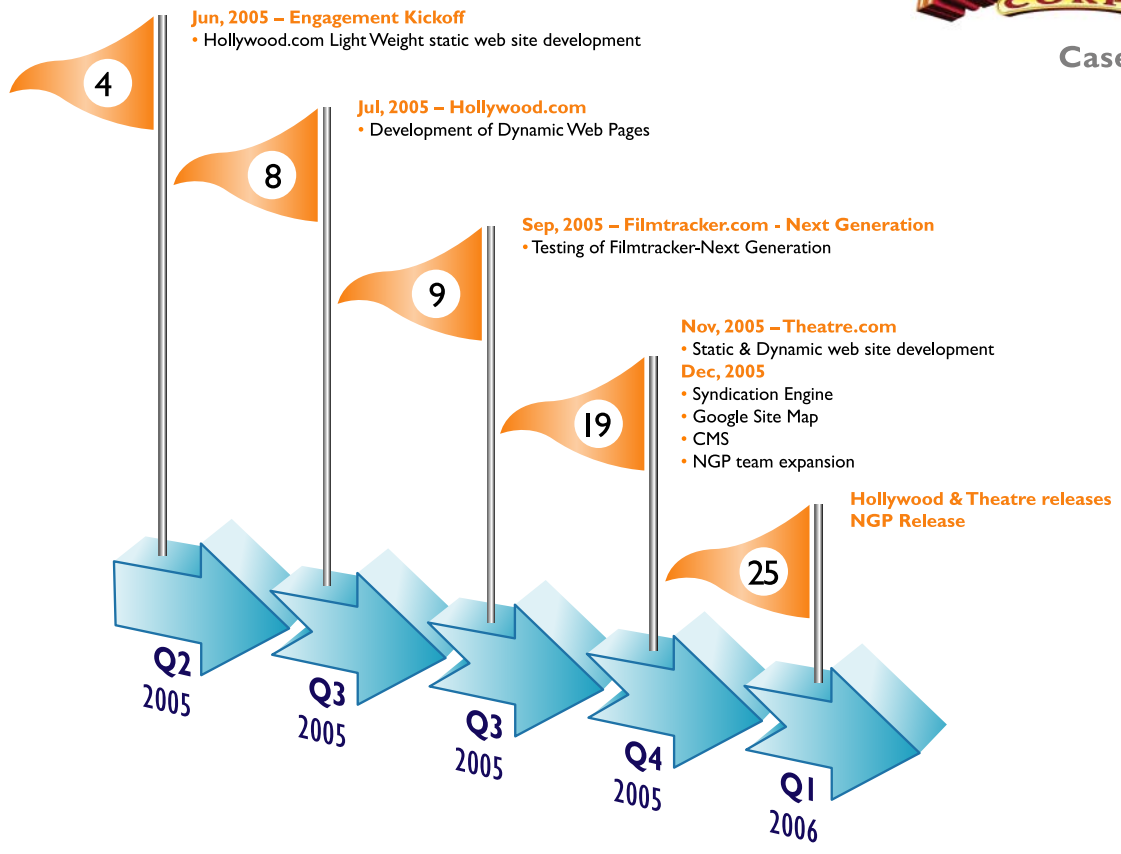 Jun, 2005 – Engagement Kickoff
• Hollywood.com Light Weight static web site development
Case
4
Jul, 2005 – Hollywood.com
• Development of Dynamic Web Pages
8
Sep, 2005 – Filmtracker.com - Next Generation
• Testing of Filmtracker-Next Generation
9
Nov, 2005 – Theatre.com
• Static & Dynamic web site development
Dec, 2005
• Syndication Engine
• Google Site Map
• CMS
• NGP team expansion
19
Hollywood & Theatre releases
NGP Release
25
Q2
2005
Q3
2005
Q3
2005
Q4
2005
Q1
2006